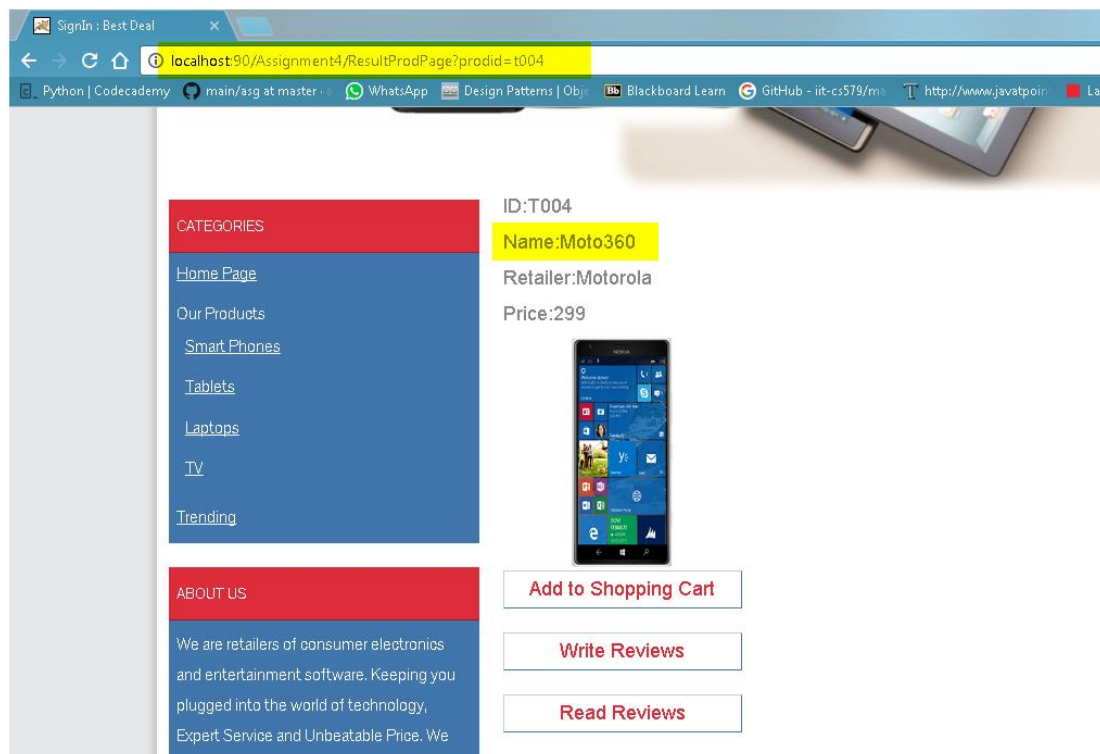 SignIn : Best Deal
localhost:90/Assignment4/ResultProdPage?prodid=t004
Python | Codecademy main/asg at master · WhatsApp Design Patterns | Obje Blackboard Learn GitHub - iit-cs579/ma http://www.javatpoin La
CATEGORIES
Home Page
Our Products
Smart Phones
Tablets
Laptops
TV
Trending
ABOUT US
We are retailers of consumer electronics
and entertainment software. Keeping you
plugged into the world of technology,
Expert Service and Unbeatable Price. We
ID:T004
Name:Moto360
Retailer:Motorola
Price:299
NOKIA
Add to Shopping Cart
Write Reviews
Read Reviews